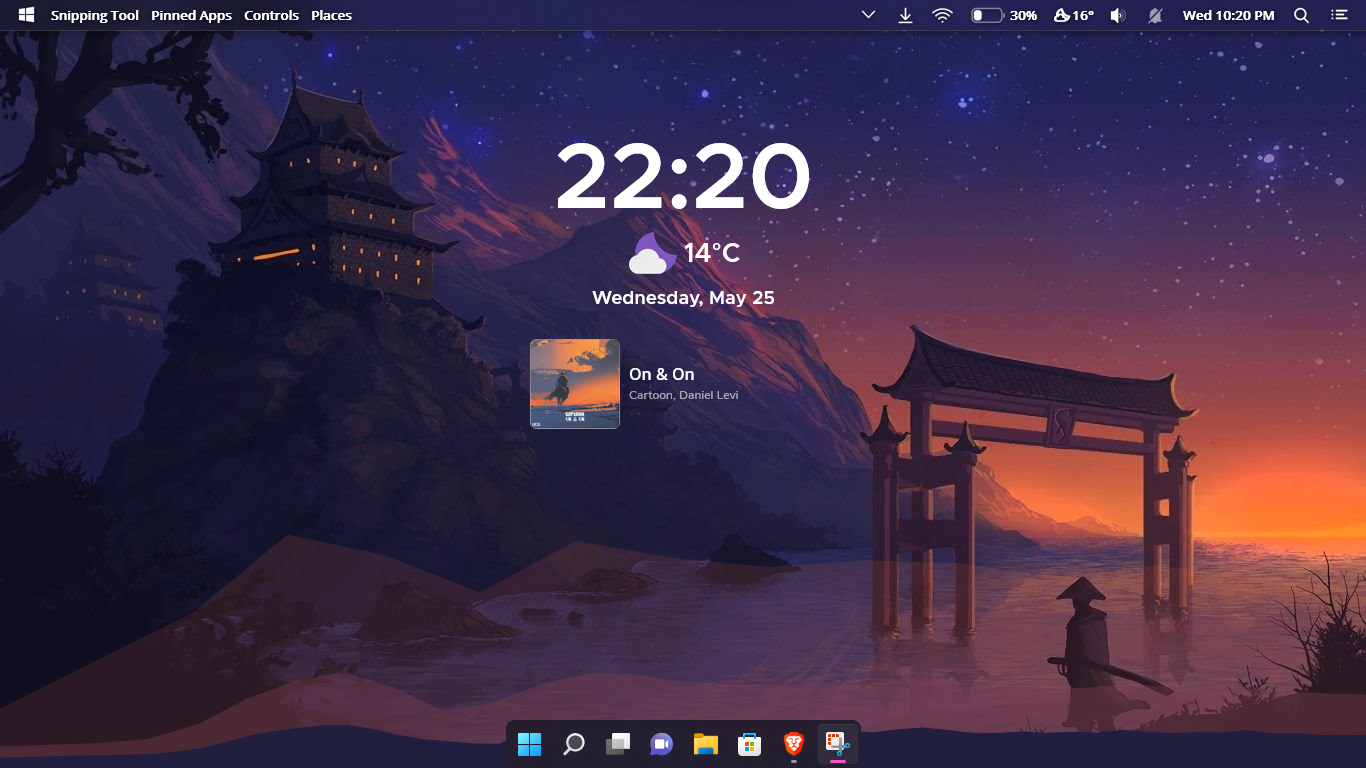 Snipping Tool Pinned Apps Controls Places 30% 16° Wed 10:20 PM
22:20
14°C
Wednesday, May 25
On & On
Cartoon, Daniel Levi